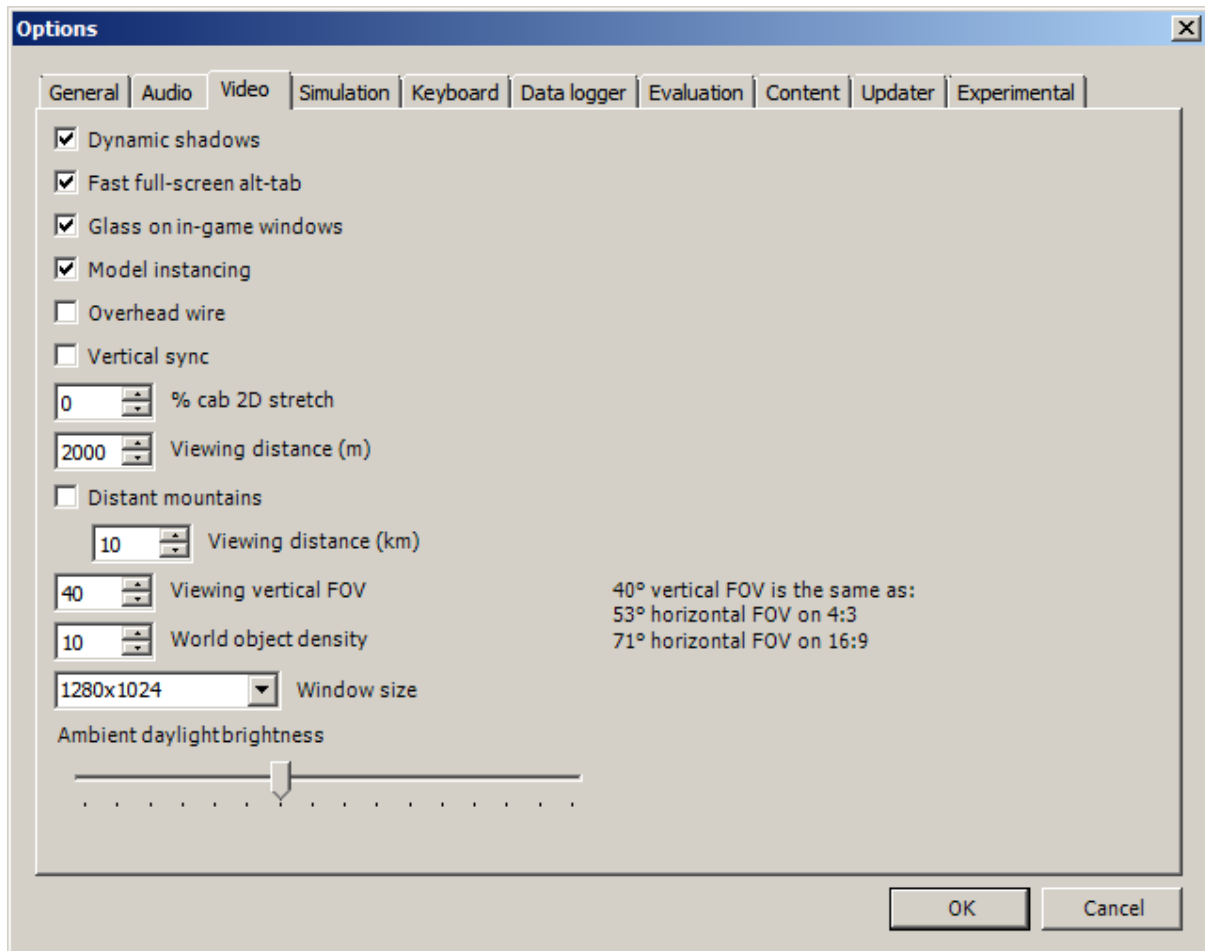 Options
General Audio Video Simulation Keyboard Data logger Evaluation Content Updater Experimental
Dynamic shadows
Fast full-screen alt-tab
Glass on in-game windows
Model instancing
Overhead wire
Vertical sync
0 % cab 2D stretch
2000 Viewing distance (m)
Distant mountains
10 Viewing distance (km)
40 Viewing vertical FOV
40° vertical FOV is the same as:
53° horizontal FOV on 4:3
71° horizontal FOV on 16:9
10 World object density
1280x1024 Window size
Ambient daylight brightness
OK Cancel